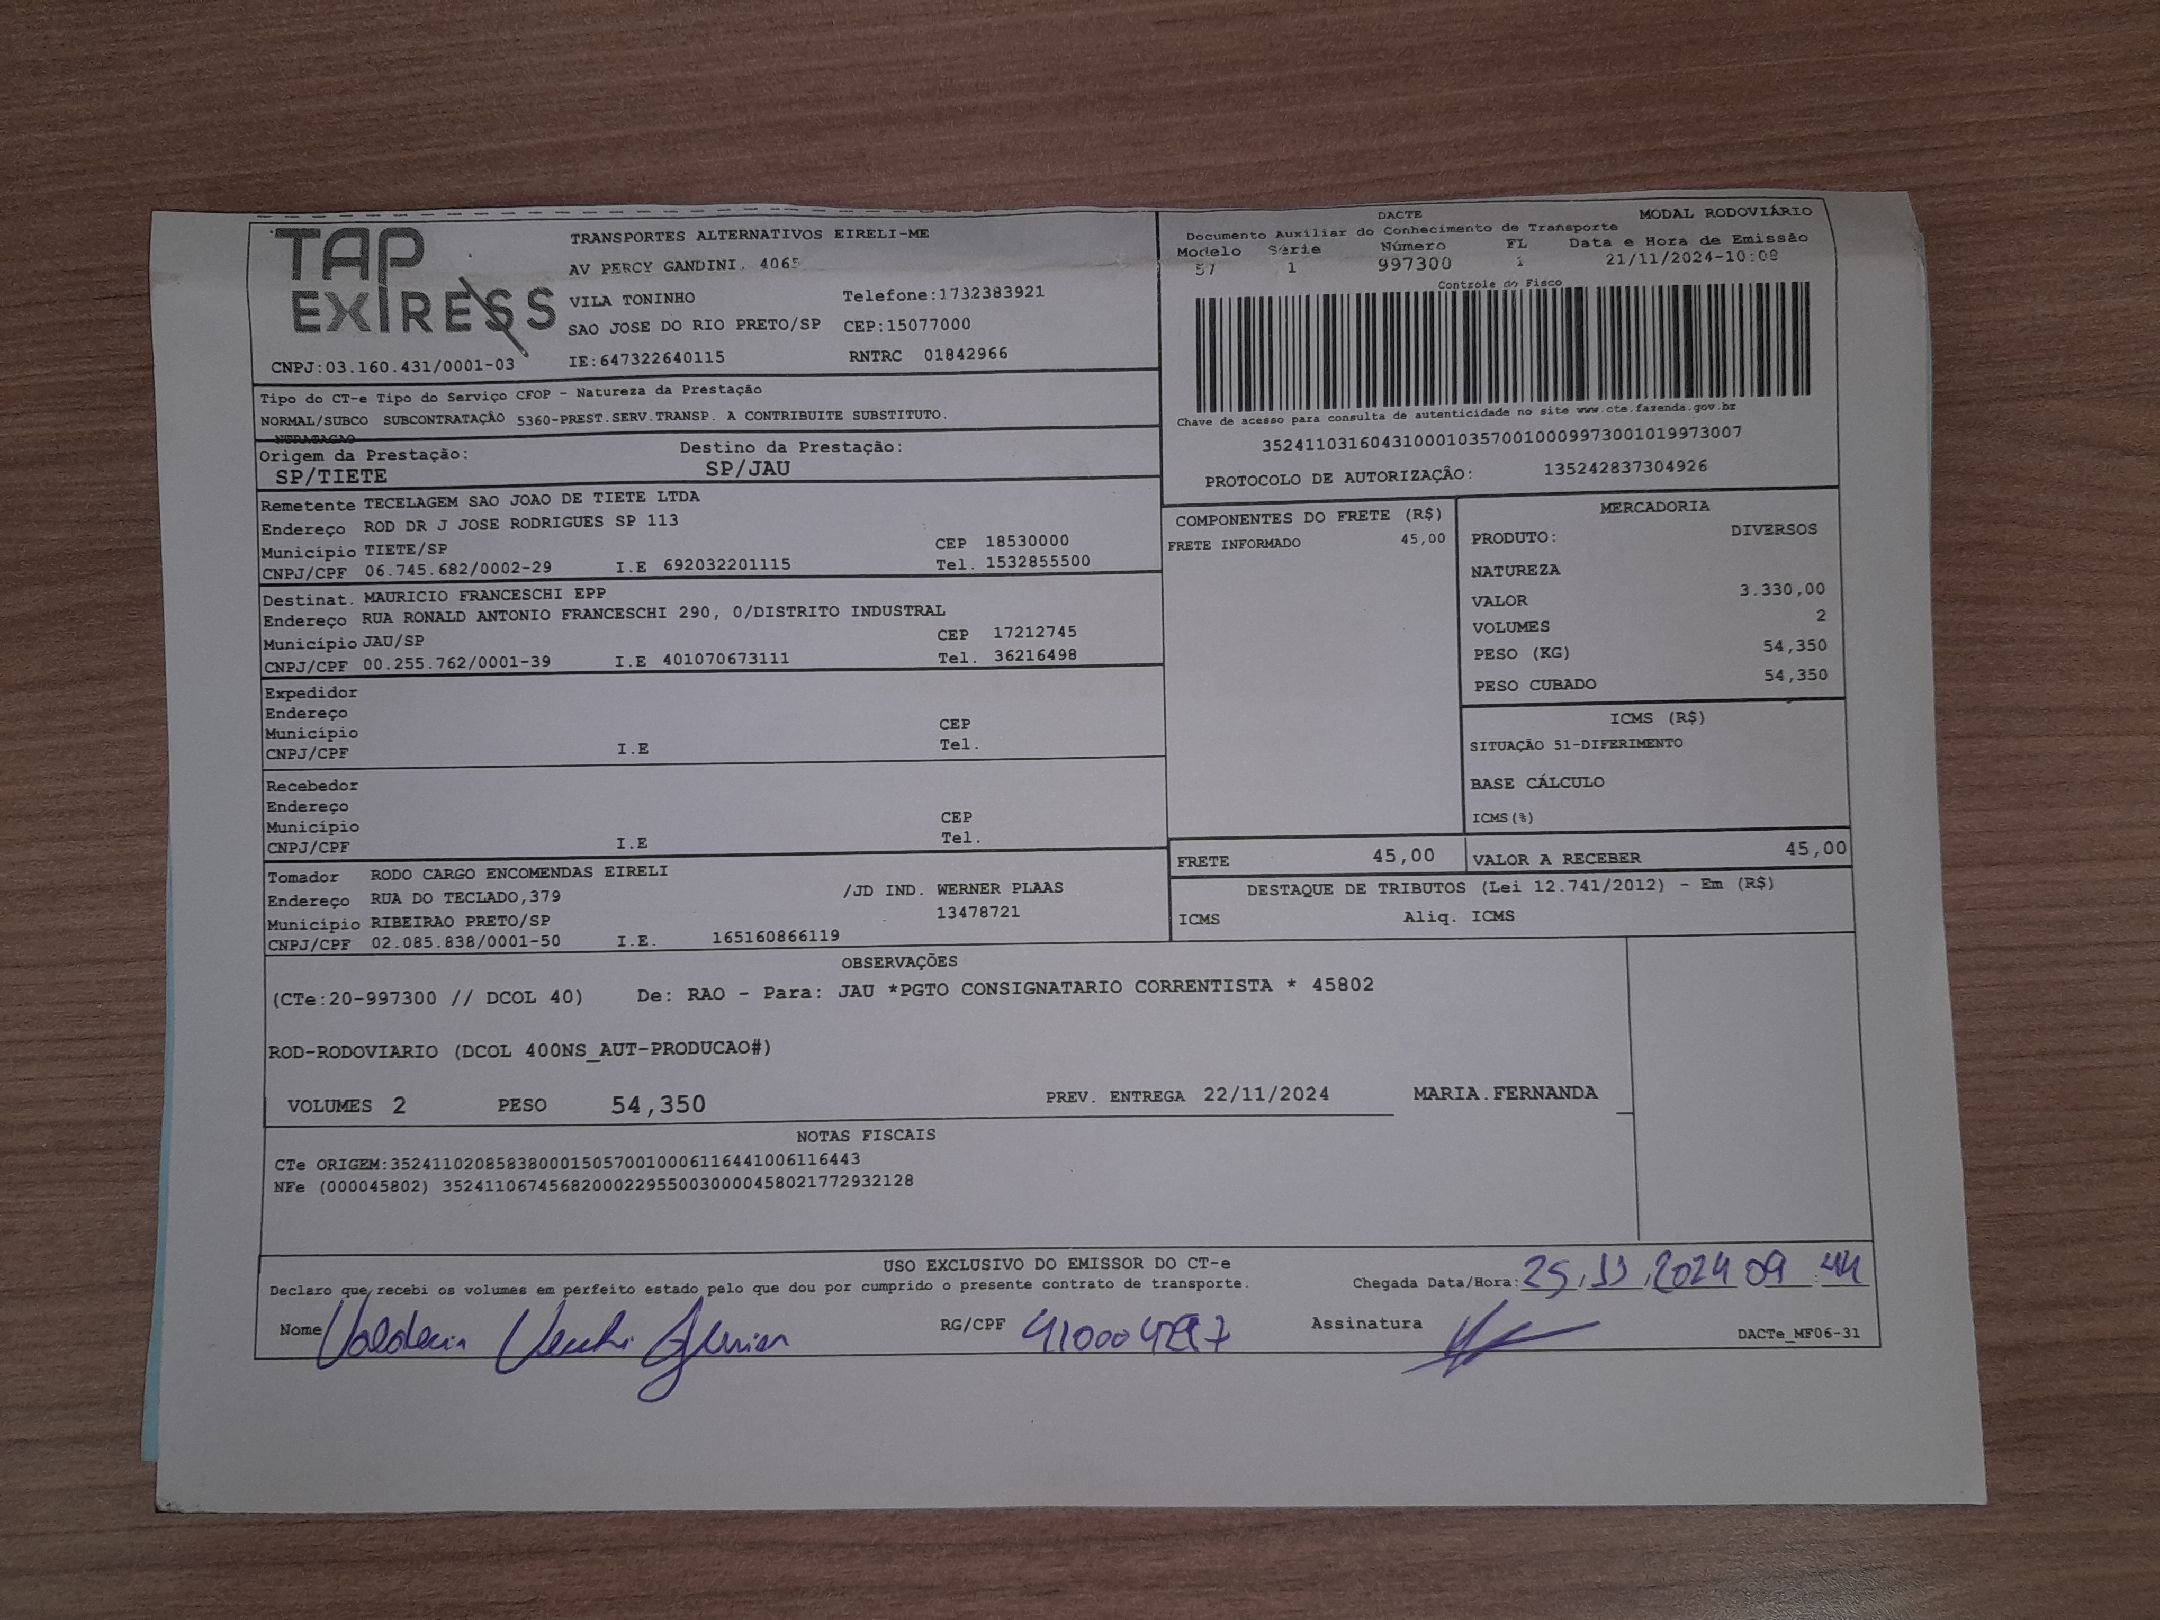 TAP
EXPRESS
CNPJ:03.160.431/0001-03
TRANSPORTES ALTERNATIVOS EIRELI-ME
AV PERCY GANDINI, 4065
VILA TONINHO Telefone:1732383921
SAO JOSE DO RIO PRETO/SP CEP:15077000
IE:647322640115 RNTRC 01842966
DACTE MODAL RODOVIÁRIO
Documento Auxiliar do Conhecimento de Transporte
Modelo Série Número FL Data e Hora de Emissão
57 1 997300 1 21/11/2024-10:08
Controle do Fisco
Chave de acesso para consulta de autenticidade no site www.cte.fazenda.gov.br
35241103160431000103570010009973001019973007
PROTOCOLO DE AUTORIZAÇÂO: 135242837304926
Tipo do CT-e Tipo do Serviço CFOP - Natureza da Prestação
NORMAL/SUBCO SUBCONTRATAÇÃO 5360-PREST.SERV.TRANSP. A CONTRIBUITE SUBSTITUTO.
NTRATACAO
Origem da Prestação: Destino da Prestação:
SP/TIETE SP/JAU
Remetente TECELAGEM SAO JOAO DE TIETE LTDA
Endereço ROD DR J JOSE RODRIGUES SP 113
Município TIETE/SP CEP 18530000
CNPJ/CPF 06.745.682/0002-29 I.E 692032201115 Tel. 1532855500
Destinat. MAURICIO FRANCESCHI EPP
Endereço RUA RONALD ANTONIO FRANCESCHI 290, 0/DISTRITO INDUSTRAL
Município JAU/SP CEP 17212745
CNPJ/CPF 00.255.762/0001-39 I.E 401070673111 Tel. 36216498
Expedidor
Endereço
Município CEP
CNPJ/CPF I.E Tel.
Recebedor
Endereço
Município CEP
CNPJ/CPF I.E Tel.
Tomador RODO CARGO ENCOMENDAS EIRELI
Endereço RUA DO TECLADO,379 /JD IND. WERNER PLAAS
Município RIBEIRAO PRETO/SP 13478721
CNPJ/CPF 02.085.838/0001-50 I.E. 165160866119
COMPONENTES DO FRETE (R$)
FRETE INFORMADO 45,00
MERCADORIA
PRODUTO: DIVERSOS
NATUREZA
VALOR 3.330,00
VOLUMES 2
PESO (KG) 54,350
PESO CUBADO 54,350
ICMS (R$)
SITUAÇÃO 51-DIFERIMENTO
BASE CÁLCULO
ICMS(%)
FRETE 45,00 VALOR A RECEBER 45,00
DESTAQUE DE TRIBUTOS (Lei 12.741/2012) - Em (R$)
ICMS Aliq. ICMS
OBSERVAÇÕES
(CTe:20-997300 // DCOL 40) De: RAO - Para: JAU *PGTO CONSIGNATARIO CORRENTISTA * 45802
ROD-RODOVIARIO (DCOL 400NS_AUT-PRODUCAO#)
VOLUMES 2 PESO 54,350 PREV. ENTREGA 22/11/2024 MARIA.FERNANDA
NOTAS FISCAIS
CTe ORIGEM:35241102085838000150570010006116441006116443
NFe (000045802) 35241106745682000229550030000458021772932128
USO EXCLUSIVO DO EMISSOR DO CT-e
Declaro que recebi os volumes em perfeito estado pelo que dou por cumprido o presente contrato de transporte. Chegada Data/Hora: 25,11,2024 09:44
Nome RG/CPF Assinatura
DACTe_MF06-31